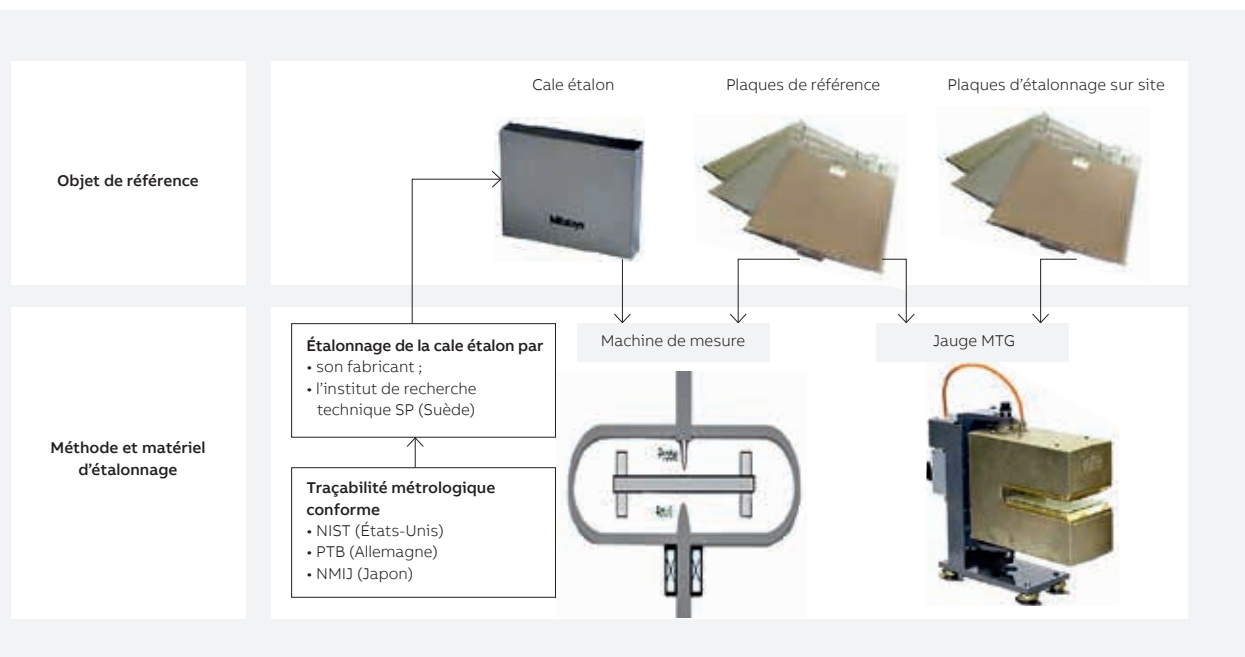 Cale étalon
Plaques de référence
Plaques d'étalonnage sur site
Objet de référence
Étalonnage de la cale étalon par
• son fabricant ;
• l'institut de recherche
technique SP (Suède)
Machine de mesure
Jauge MTG
Méthode et matériel
d'étalonnage
Traçabilité métrologique
conforme
• NIST (États-Unis)
• PTB (Allemagne)
• NMIJ (Japon)
Probe